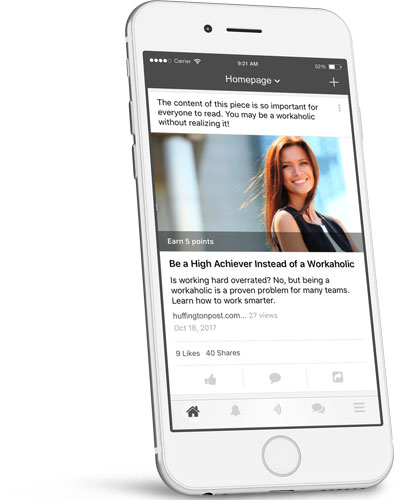 Carrier 9:21 AM 52%
Homepage
The content of this piece is so important for
everyone to read. You may be a workaholic
without realizing it!
Earn 5 points
Be a High Achiever Instead of a Workaholic
Is working hard overrated? No, but being a
workaholic is a proven problem for many teams.
Learn how to work smarter.
huffingtonpost.com... 27 views
Oct 18, 2017
9 Likes 40 Shares